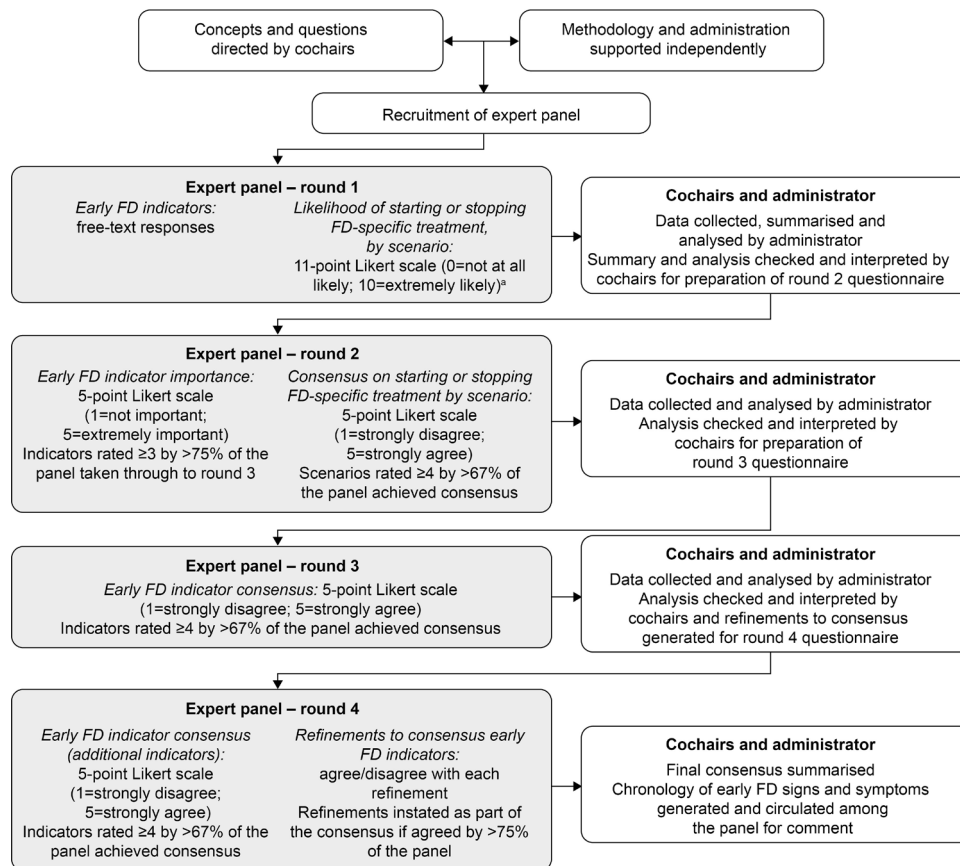 Concepts and questions
directed by cochairs
Methodology and administration
supported independently
Recruitment of expert panel
Expert panel – round 1
Early FD indicators:
free-text responses
Likelihood of starting or stopping
FD-specific treatment,
by scenario:
11-point Likert scale (0=not at all
likely; 10=extremely likely)ᵃ
Cochairs and administrator
Data collected, summarised and
analysed by administrator
Summary and analysis checked and interpreted by
cochairs for preparation of round 2 questionnaire
Expert panel – round 2
Early FD indicator importance:
5-point Likert scale
(1=not important;
5=extremely important)
Indicators rated ≥3 by >75% of the
panel taken through to round 3
Consensus on starting or stopping
FD-specific treatment by scenario:
5-point Likert scale
(1=strongly disagree;
5=strongly agree)
Scenarios rated ≥4 by >67% of
the panel achieved consensus
Cochairs and administrator
Data collected and analysed by administrator
Analysis checked and interpreted by
cochairs for preparation of
round 3 questionnaire
Expert panel – round 3
Early FD indicator consensus: 5-point Likert scale
(1=strongly disagree; 5=strongly agree)
Indicators rated ≥4 by >67% of the panel achieved consensus
Cochairs and administrator
Data collected and analysed by administrator
Analysis checked and interpreted by
cochairs and refinements to consensus
generated for round 4 questionnaire
Expert panel – round 4
Early FD indicator consensus
(additional indicators):
5-point Likert scale
(1=strongly disagree;
5=strongly agree)
Indicators rated ≥4 by >67% of the
panel achieved consensus
Refinements to consensus early
FD indicators:
agree/disagree with each
refinement
Refinements instated as part of
the consensus if agreed by >75%
of the panel
Cochairs and administrator
Final consensus summarised
Chronology of early FD signs and symptoms
generated and circulated among
the panel for comment